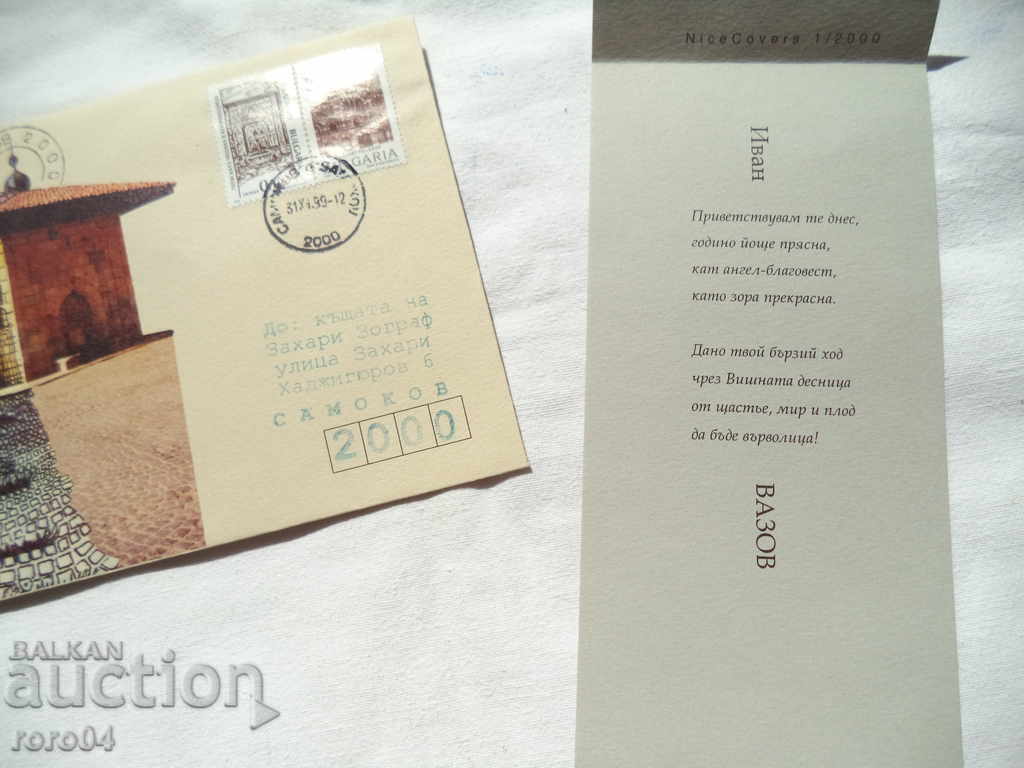 2000
BULGARIA
BULGARIA
31.XII.99-12
2000
До: къщата на
Захари Зограф
улица Захари
Хаджигюров 6
САМОКОВ
2000
NiceCovers 1/2000
Иван
Приветствувам те днес,
годино йоще прясна,
кат ангел-благовест,
като зора прекрасна.
Дано твой бързий ход
чрез Вишната десница
от щастье, мир и плод
да бъде върволица!
ВАЗОВ
BALKAN
auction
roro04